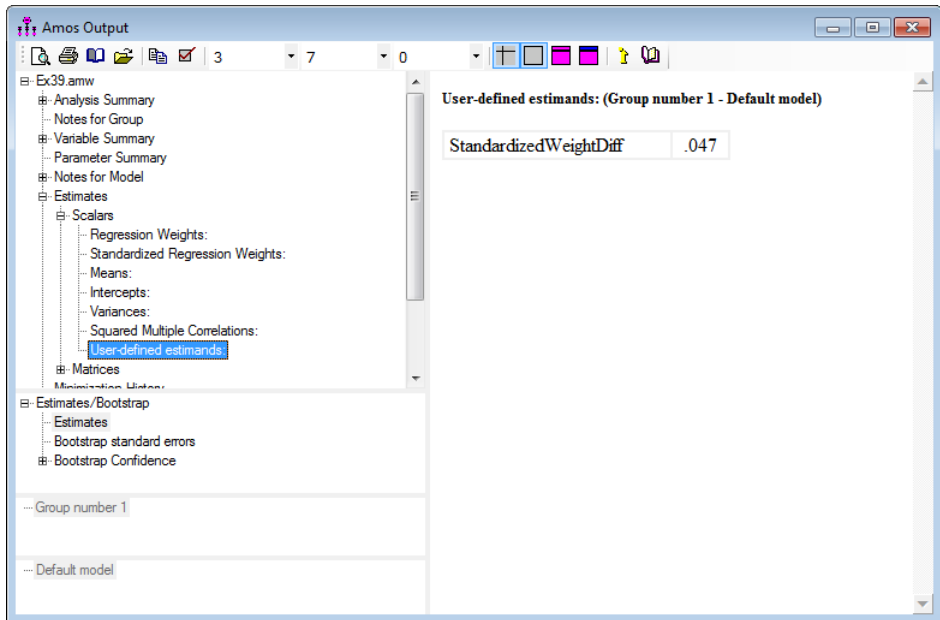 Amos Output
3 7 0
Ex39.amw
Analysis Summary
Notes for Group
Variable Summary
Parameter Summary
Notes for Model
Estimates
Scalars
Regression Weights:
Standardized Regression Weights:
Means:
Intercepts:
Variances:
Squared Multiple Correlations:
User-defined estimands:
Matrices
Minimization History
Estimates/Bootstrap
Estimates
Bootstrap standard errors
Bootstrap Confidence
Group number 1
Default model
User-defined estimands: (Group number 1 - Default model)
StandardizedWeightDiff .047